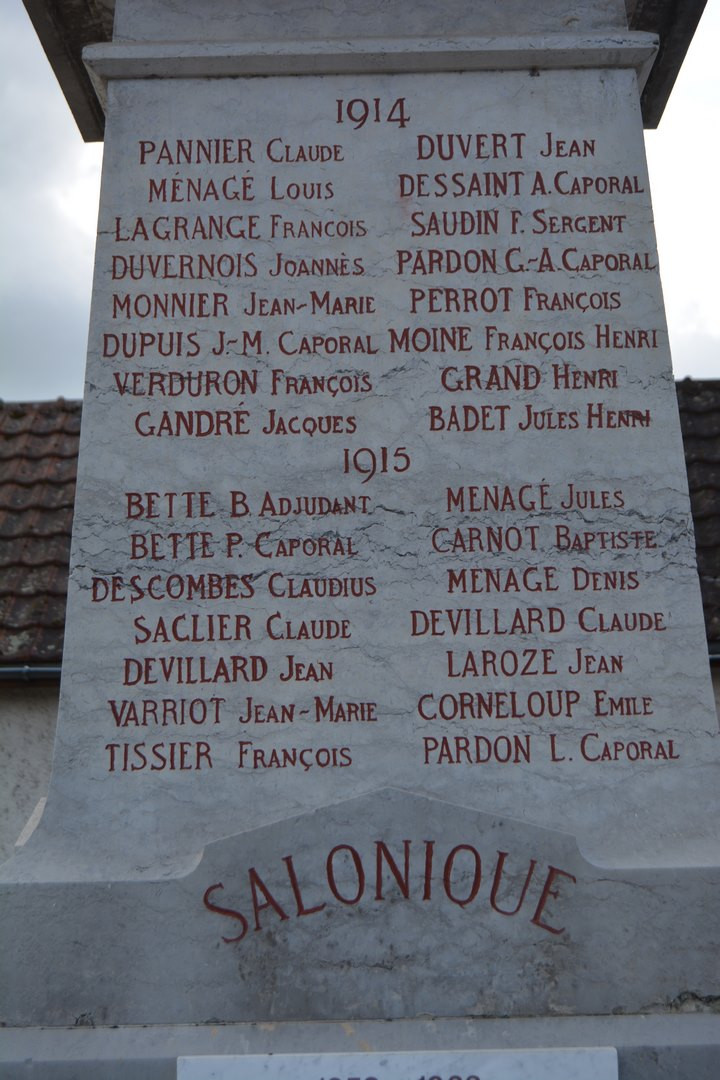 1914
PANNIER CLAUDE
DUVERT JEAN
MÉNAGÉ LOUIS
DESSAINT A. CAPORAL
LAGRANGE FRANCOIS
SAUDIN F. SERGENT
DUVERNOIS JOANNÈS
PARDON C.-A. CAPORAL
MONNIER JEAN-MARIE
PERROT FRANÇOIS
DUPUIS J.-M. CAPORAL
MOINE FRANÇOIS HENRI
VERDURON FRANÇOIS
GRAND HENRI
GANDRÉ JACQUES
BADET JULES HENRI
1915
BETTE B. ADJUDANT
MENAGÉ JULES
BETTE P. CAPORAL
CARNOT BAPTISTE
DESCOMBES CLAUDIUS
MENAGE DENIS
SACLIER CLAUDE
DEVILLARD CLAUDE
DEVILLARD JEAN
LAROZE JEAN
VARRIOT JEAN-MARIE
CORNELOUP EMILE
TISSIER FRANÇOIS
PARDON L. CAPORAL
SALONIQUE